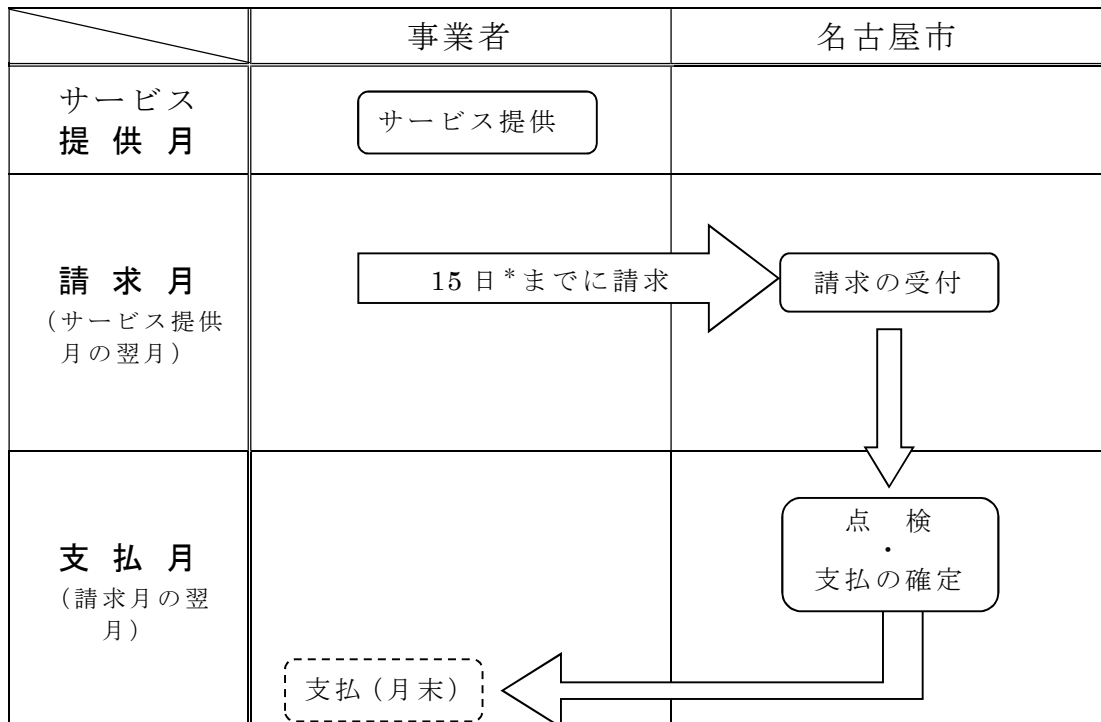 事業者
名古屋市
サービス
提供月
サービス提供
請求月
（サービス提供
月の翌月）
15日*までに請求
請求の受付
支払月
（請求月の翌
月）
点　検
・
支払の確定
支払（月末）